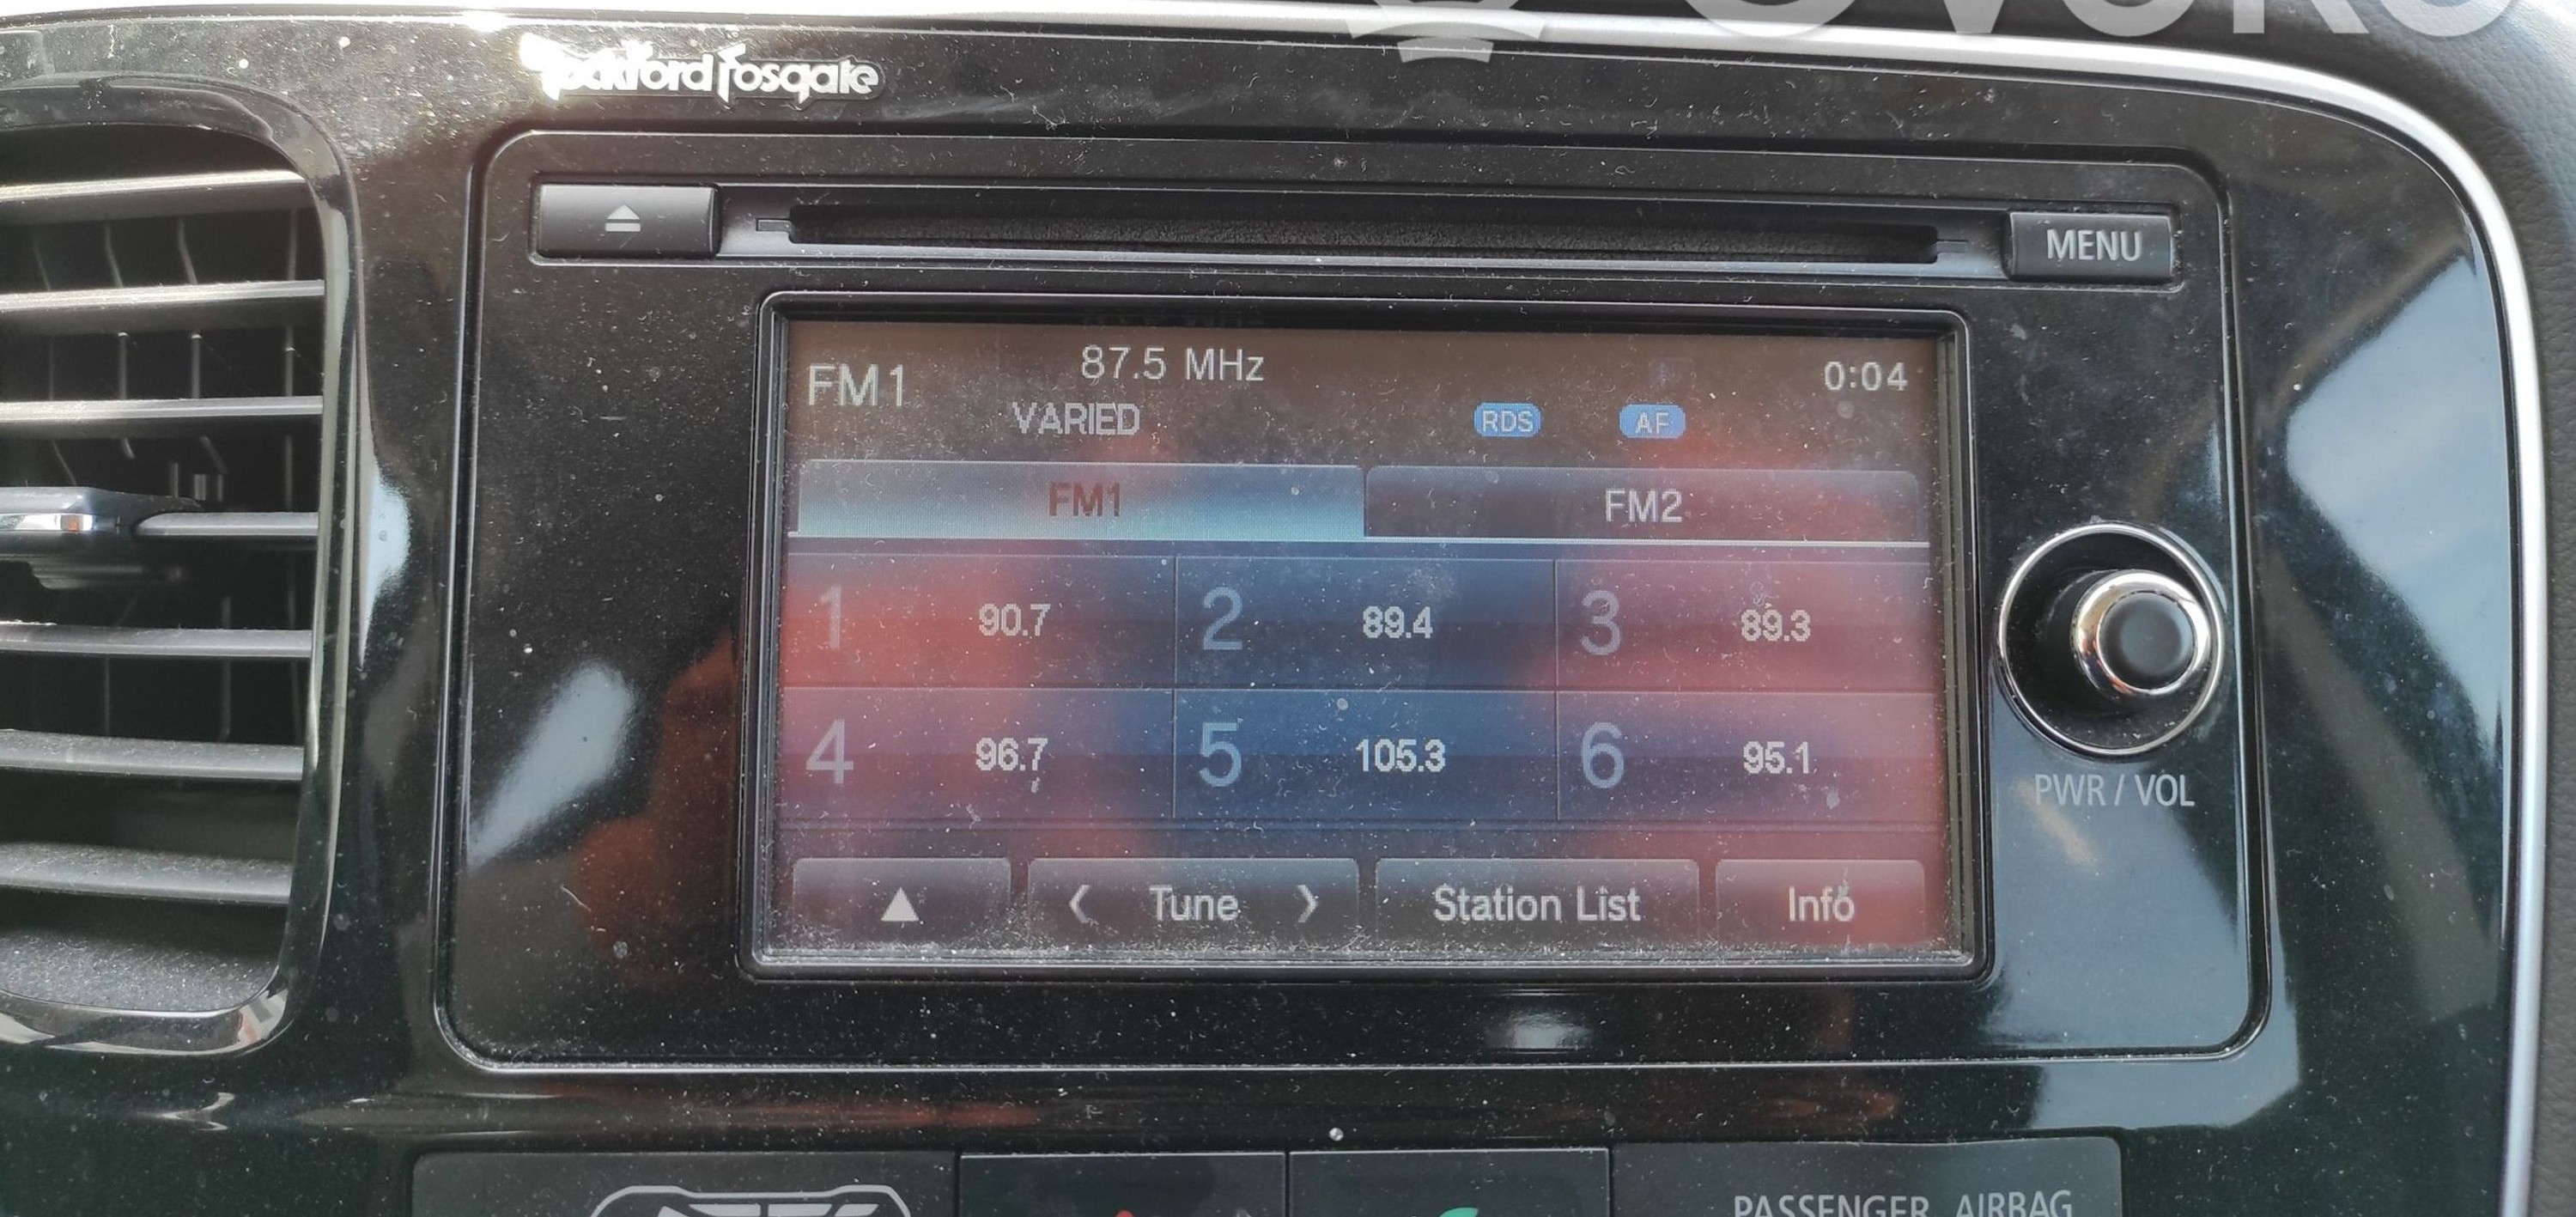 OVOKO
Rockford Fosgate
MENU
FM1
87.5 MHz
0:04
VARIED
RDS
AF
FM1
FM2
1
90.7
2
89.4
3
89.3
4
96.7
5
105.3
6
95.1
Tune
Station List
Info
PWR / VOL
PASSENGER AIRBAG